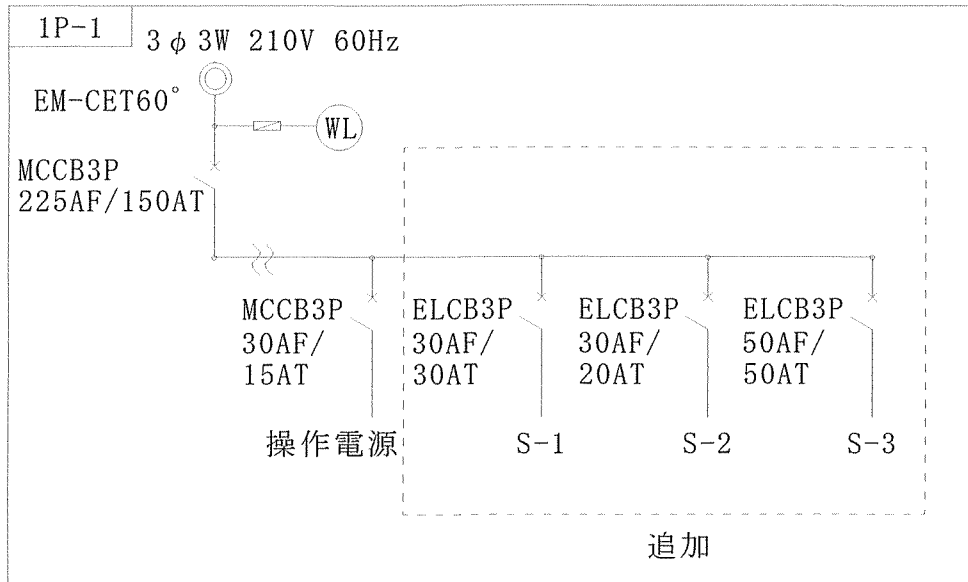 1P-1
3φ3W 210V 60Hz
EM-CET60°
WL
MCCB3P
225AF/150AT
MCCB3P
30AF/
15AT
操作電源
ELCB3P
30AF/
30AT
S-1
ELCB3P
30AF/
20AT
S-2
ELCB3P
50AF/
50AT
S-3
追加